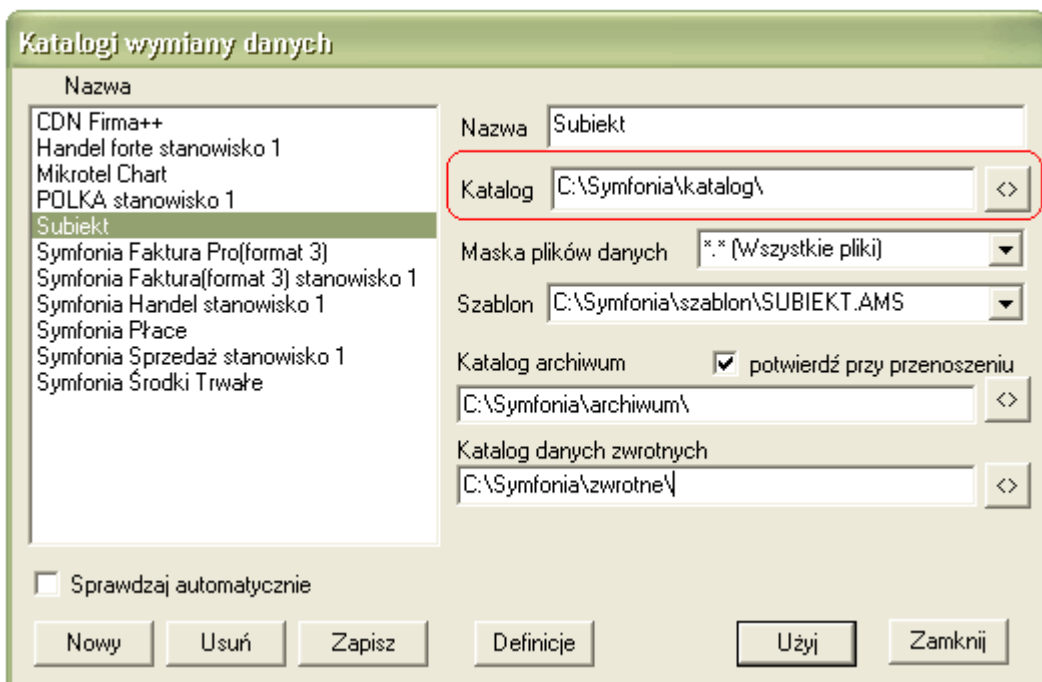 Katalogi wymiany danych
Nazwa
CDN Firma++
Handel forte stanowisko 1
Mikrotel Chart
POLKA stanowisko 1
Subiekt
Symfonia Faktura Pro(format 3)
Symfonia Faktura(format 3) stanowisko 1
Symfonia Handel stanowisko 1
Symfonia Płace
Symfonia Sprzedaż stanowisko 1
Symfonia Środki Trwałe
Nazwa Subiekt
Katalog C:\Symfonia\katalog\ <>
Maska plików danych *.* (Wszystkie pliki)
Szablon C:\Symfonia\szablon\SUBIEKT.AMS
Katalog archiwum potwierdź przy przenoszeniu
C:\Symfonia\archiwum\ <>
Katalog danych zwrotnych
C:\Symfonia\zwrotne\ <>
Sprawdzaj automatycznie
Nowy Usuń Zapisz Definicje Użyj Zamknij